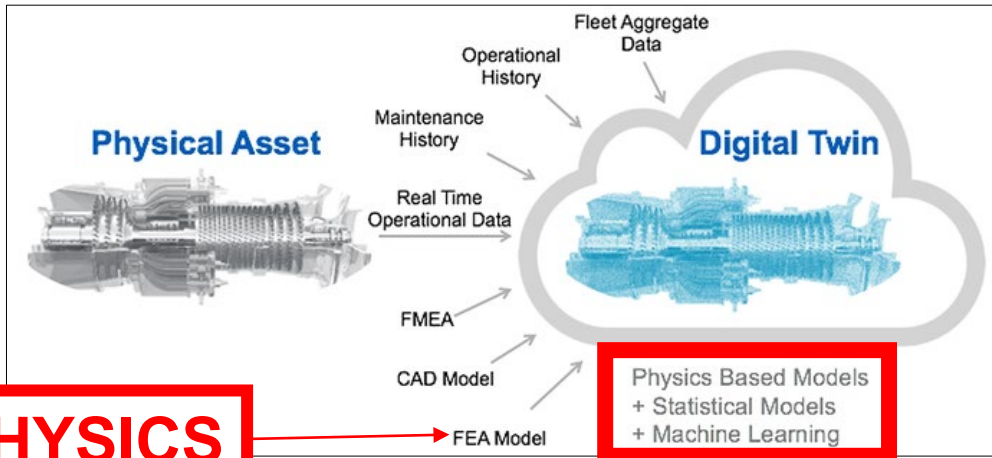 Fleet Aggregate
Data
Operational
History
Maintenance
History
Physical Asset
Digital Twin
Real Time
Operational Data
FMEA
CAD Model
FEA Model
HYSICS
Physics Based Models
+ Statistical Models
+ Machine Learning